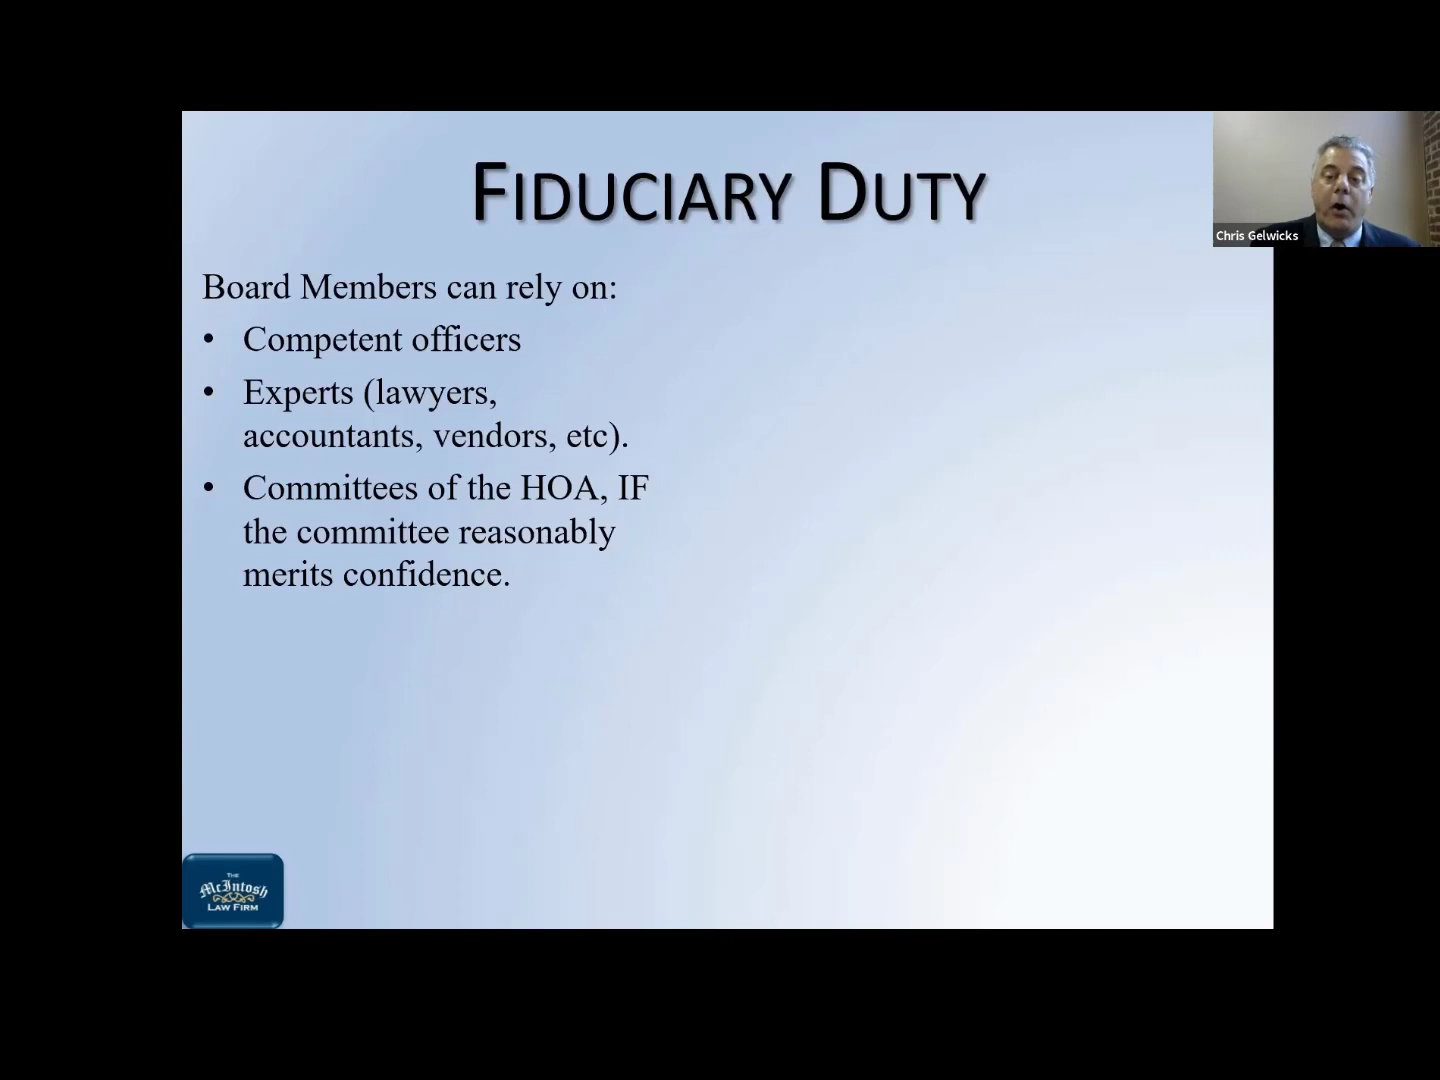 FIDUCIARY DUTY
Chris Gelwicks
Board Members can rely on:
• Competent officers
• Experts (lawyers,
accountants, vendors, etc).
• Committees of the HOA, IF
the committee reasonably
merits confidence.
THE
McIntosh
LAW FIRM